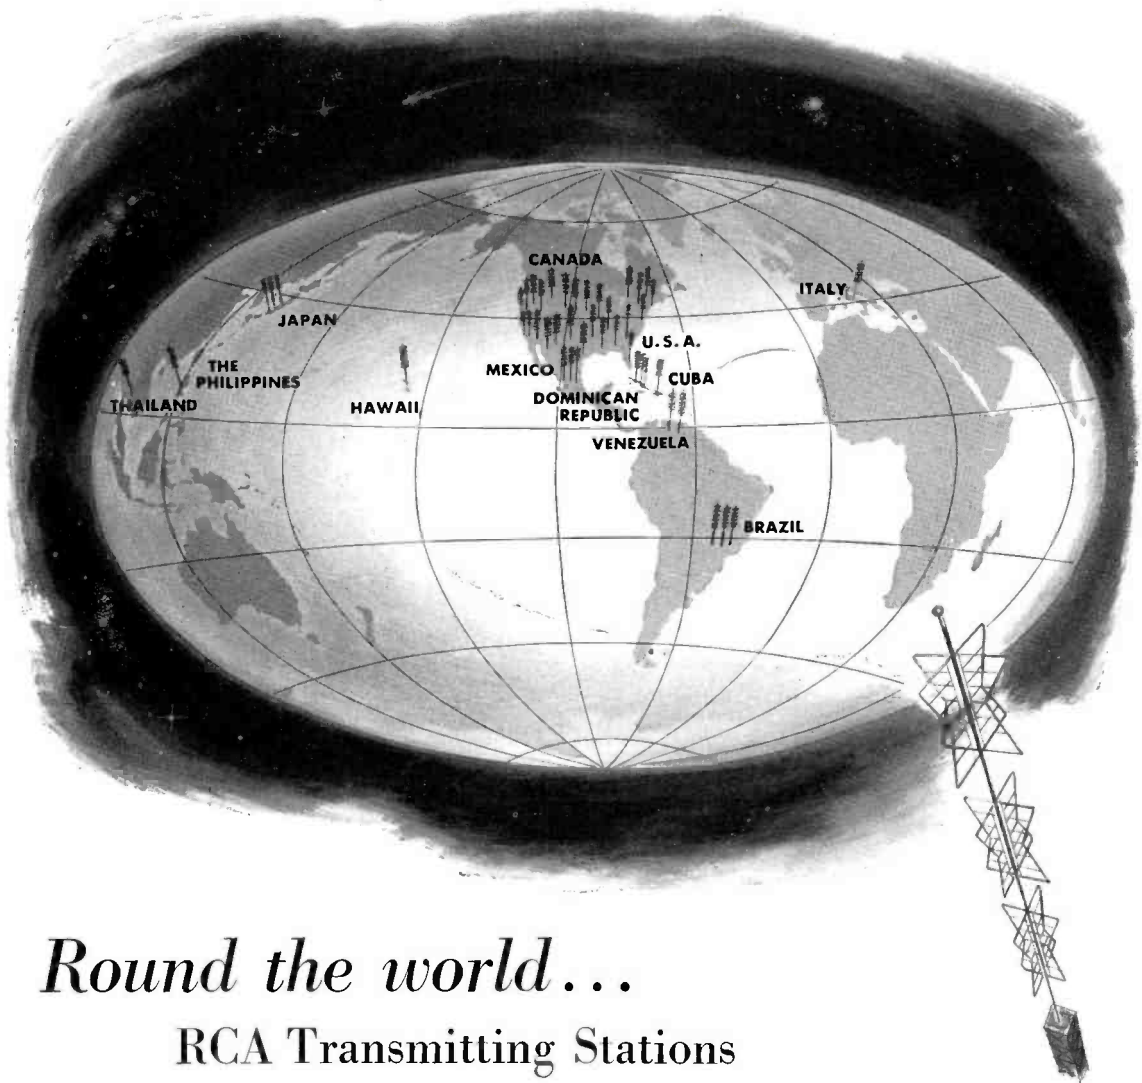 CANADA
ITALY
JAPAN
U.S.A.
THE
PHILIPPINES
MEXICO
CUBA
THAILAND
HAWAII
DOMINICAN
REPUBLIC
VENEZUELA
BRAZIL
Round the world...
RCA Transmitting Stations